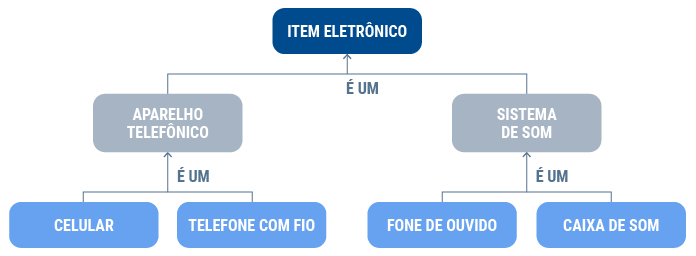 ITEM ELETRÔNICO
É UM
APARELHO
TELEFÔNICO
SISTEMA
DE SOM
É UM
É UM
CELULAR
TELEFONE COM FIO
FONE DE OUVIDO
CAIXA DE SOM